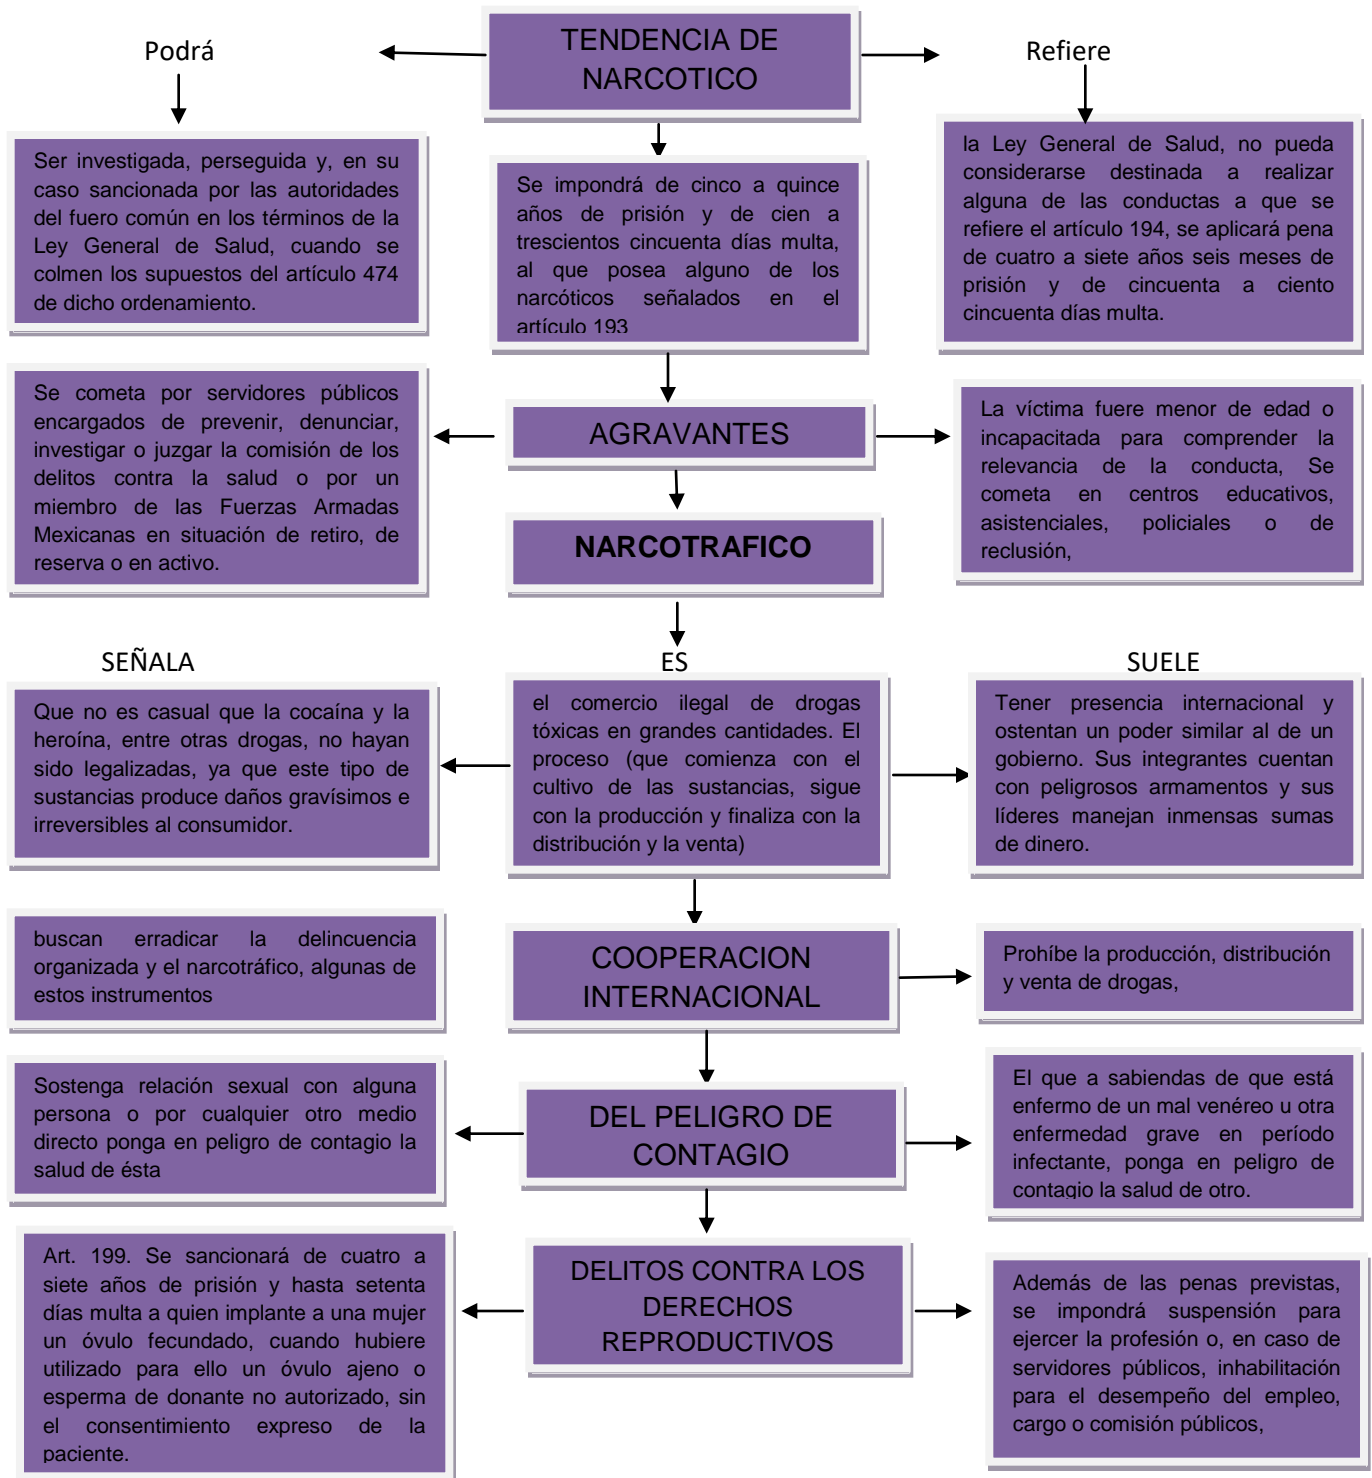 TENDENCIA DE
NARCOTICO
Podrá
Refiere
Ser investigada, perseguida y, en su
caso sancionada por las autoridades
del fuero común en los términos de la
Ley General de Salud, cuando se
colmen los supuestos del artículo 474
de dicho ordenamiento.
Se impondrá de cinco a quince
años de prisión y de cien a
trescientos cincuenta días multa,
al que posea alguno de los
narcóticos señalados en el
artículo 193
la Ley General de Salud, no pueda
considerarse destinada a realizar
alguna de las conductas a que se
refiere el artículo 194, se aplicará pena
de cuatro a siete años seis meses de
prisión y de cincuenta a ciento
cincuenta días multa.
Se cometa por servidores públicos
encargados de prevenir, denunciar,
investigar o juzgar la comisión de los
delitos contra la salud o por un
miembro de las Fuerzas Armadas
Mexicanas en situación de retiro, de
reserva o en activo.
AGRAVANTES
La víctima fuere menor de edad o
incapacitada para comprender la
relevancia de la conducta, Se
cometa en centros educativos,
asistenciales, policiales o de
reclusión,
NARCOTRAFICO
SEÑALA
ES
SUELE
Que no es casual que la cocaína y la
heroína, entre otras drogas, no hayan
sido legalizadas, ya que este tipo de
sustancias produce daños gravísimos e
irreversibles al consumidor.
el comercio ilegal de drogas
tóxicas en grandes cantidades. El
proceso (que comienza con el
cultivo de las sustancias, sigue
con la producción y finaliza con la
distribución y la venta)
Tener presencia internacional y
ostentan un poder similar al de un
gobierno. Sus integrantes cuentan
con peligrosos armamentos y sus
líderes manejan inmensas sumas
de dinero.
buscan erradicar la delincuencia
organizada y el narcotráfico, algunas de
estos instrumentos
COOPERACION
INTERNACIONAL
Prohíbe la producción, distribución
y venta de drogas,
Sostenga relación sexual con alguna
persona o por cualquier otro medio
directo ponga en peligro de contagio la
salud de ésta
DEL PELIGRO DE
CONTAGIO
El que a sabiendas de que está
enfermo de un mal venéreo u otra
enfermedad grave en período
infectante, ponga en peligro de
contagio la salud de otro.
Art. 199. Se sancionará de cuatro a
siete años de prisión y hasta setenta
días multa a quien implante a una mujer
un óvulo fecundado, cuando hubiere
utilizado para ello un óvulo ajeno o
esperma de donante no autorizado, sin
el consentimiento expreso de la
paciente.
DELITOS CONTRA LOS
DERECHOS
REPRODUCTIVOS
Además de las penas previstas,
se impondrá suspensión para
ejercer la profesión o, en caso de
servidores públicos, inhabilitación
para el desempeño del empleo,
cargo o comisión públicos,